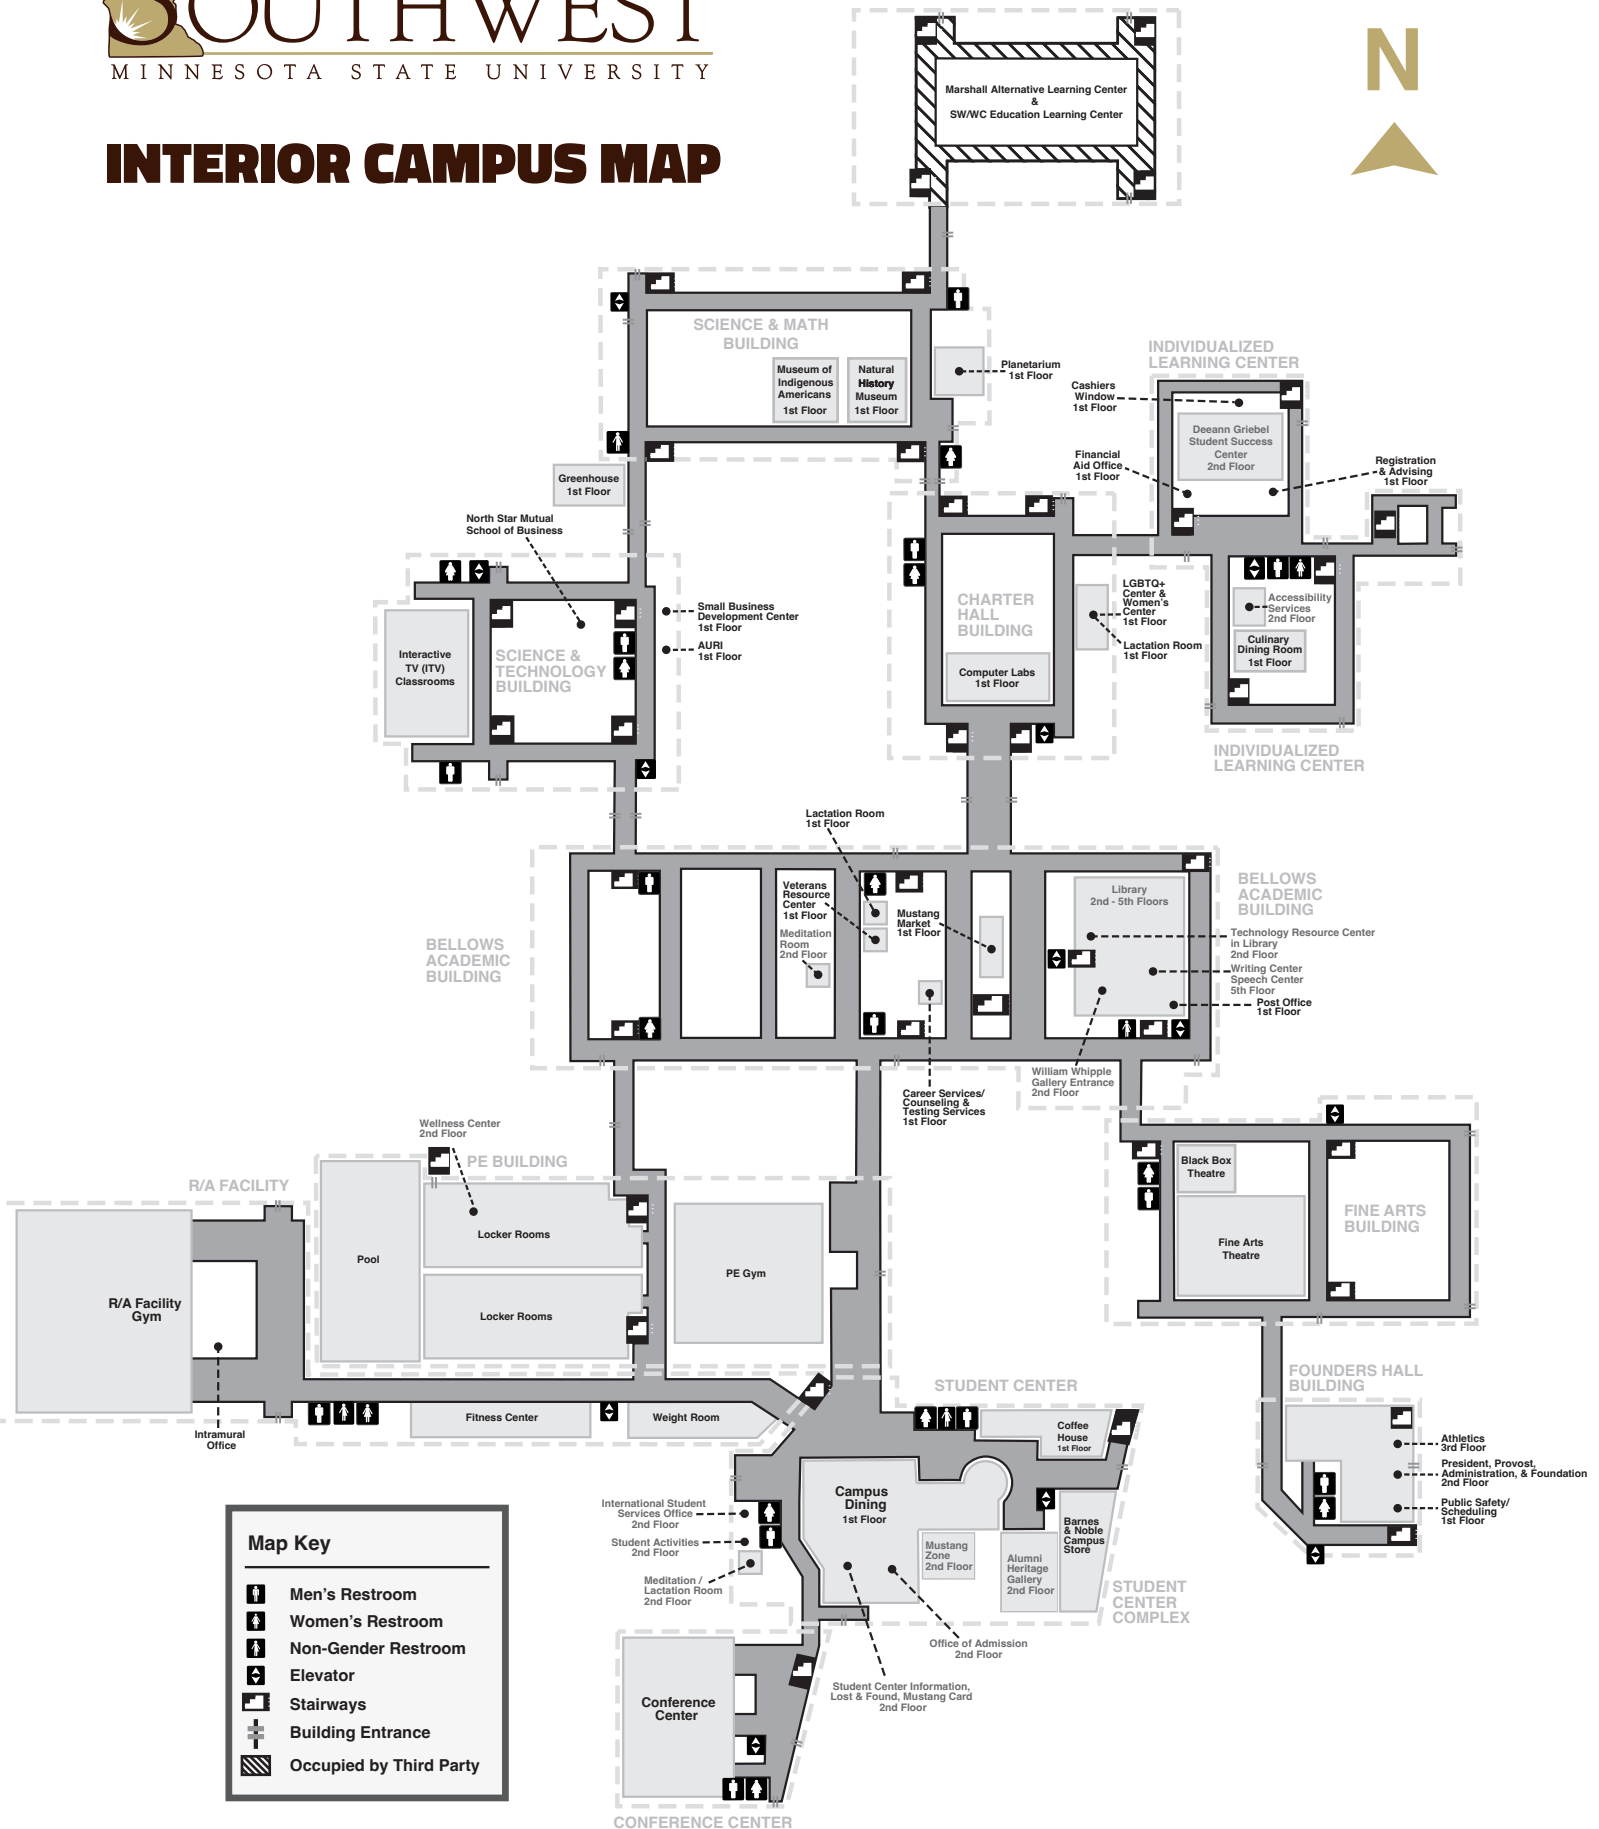 SOUTHWEST
MINNESOTA STATE UNIVERSITY
INTERIOR CAMPUS MAP
N
Marshall Alternative Learning Center
&
SW/WC Education Learning Center
SCIENCE & MATH
BUILDING
Museum of
Indigenous
Americans
1st Floor
Natural
History
Museum
1st Floor
Planetarium
1st Floor
INDIVIDUALIZED
LEARNING CENTER
Cashiers
Window
1st Floor
Deeann Griebel
Student Success
Center
2nd Floor
Financial
Aid Office
1st Floor
Registration
& Advising
1st Floor
Greenhouse
1st Floor
North Star Mutual
School of Business
Small Business
Development Center
1st Floor
AURI
1st Floor
Interactive
TV (ITV)
Classrooms
SCIENCE &
TECHNOLOGY
BUILDING
CHARTER
HALL
BUILDING
Computer Labs
1st Floor
LGBTQ+
Center &
Women's
Center
1st Floor
Lactation Room
1st Floor
Accessibility
Services
2nd Floor
Culinary
Dining Room
1st Floor
INDIVIDUALIZED
LEARNING CENTER
Lactation Room
1st Floor
Veterans
Resource
Center
1st Floor
Meditation
Room
2nd Floor
Mustang
Market
1st Floor
Library
2nd - 5th Floors
BELLOWS
ACADEMIC
BUILDING
BELLOWS
ACADEMIC
BUILDING
Technology Resource Center
in Library
2nd Floor
Writing Center
Speech Center
5th Floor
Post Office
1st Floor
William Whipple
Gallery Entrance
2nd Floor
Career Services/
Counseling &
Testing Services
1st Floor
Wellness Center
2nd Floor
PE BUILDING
R/A FACILITY
Locker Rooms
Pool
Locker Rooms
PE Gym
R/A Facility
Gym
Intramural
Office
Fitness Center
Weight Room
Black Box
Theatre
Fine Arts
Theatre
FINE ARTS
BUILDING
FOUNDERS HALL
BUILDING
Athletics
3rd Floor
President, Provost,
Administration, & Foundation
2nd Floor
Public Safety/
Scheduling
1st Floor
STUDENT CENTER
Coffee
House
1st Floor
Campus
Dining
1st Floor
International Student
Services Office
2nd Floor
Student Activities
2nd Floor
Meditation /
Lactation Room
2nd Floor
Mustang
Zone
2nd Floor
Alumni
Heritage
Gallery
2nd Floor
Barnes
& Noble
Campus
Store
STUDENT
CENTER
COMPLEX
Office of Admission
2nd Floor
Student Center Information,
Lost & Found, Mustang Card
2nd Floor
Conference
Center
CONFERENCE CENTER
Map Key
Men's Restroom
Women's Restroom
Non-Gender Restroom
Elevator
Stairways
Building Entrance
Occupied by Third Party